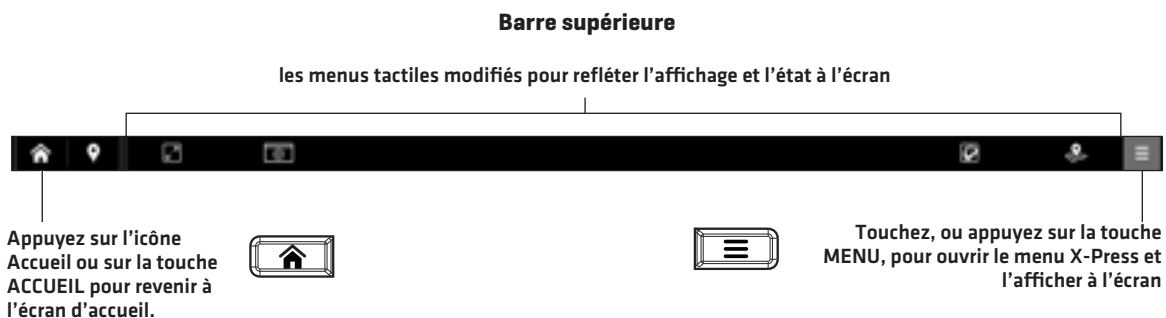 Barre supérieure
les menus tactiles modifiés pour refléter l'affichage et l'état à l'écran
Appuyez sur l'icône
Accueil ou sur la touche
ACCUEIL pour revenir à
l'écran d'accueil.
Touchez, ou appuyez sur la touche
MENU, pour ouvrir le menu X-Press et
l'afficher à l'écran